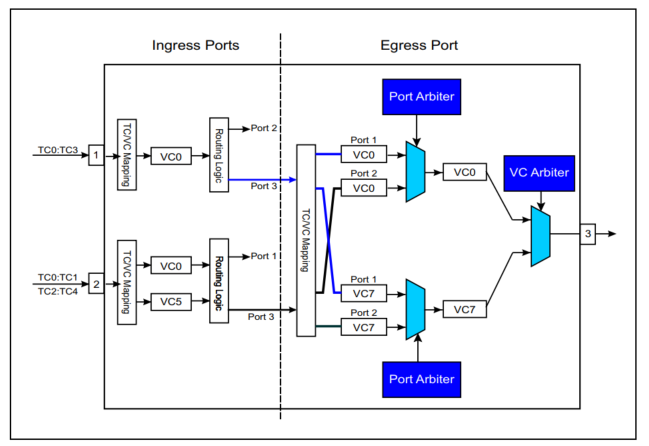 Ingress Ports
Egress Port
Port Arbiter
TC0:TC3
1
TC/VC Mapping
VC0
Routing Logic
Port 2
Port 3
TC/VC Mapping
Port 1
VC0
Port 2
VC0
VC0
VC Arbiter
3
TC0:TC1
TC2:TC4
2
TC/VC Mapping
VC0
VC5
Routing Logic
Port 1
Port 3
Port 1
VC7
Port 2
VC7
VC7
Port Arbiter